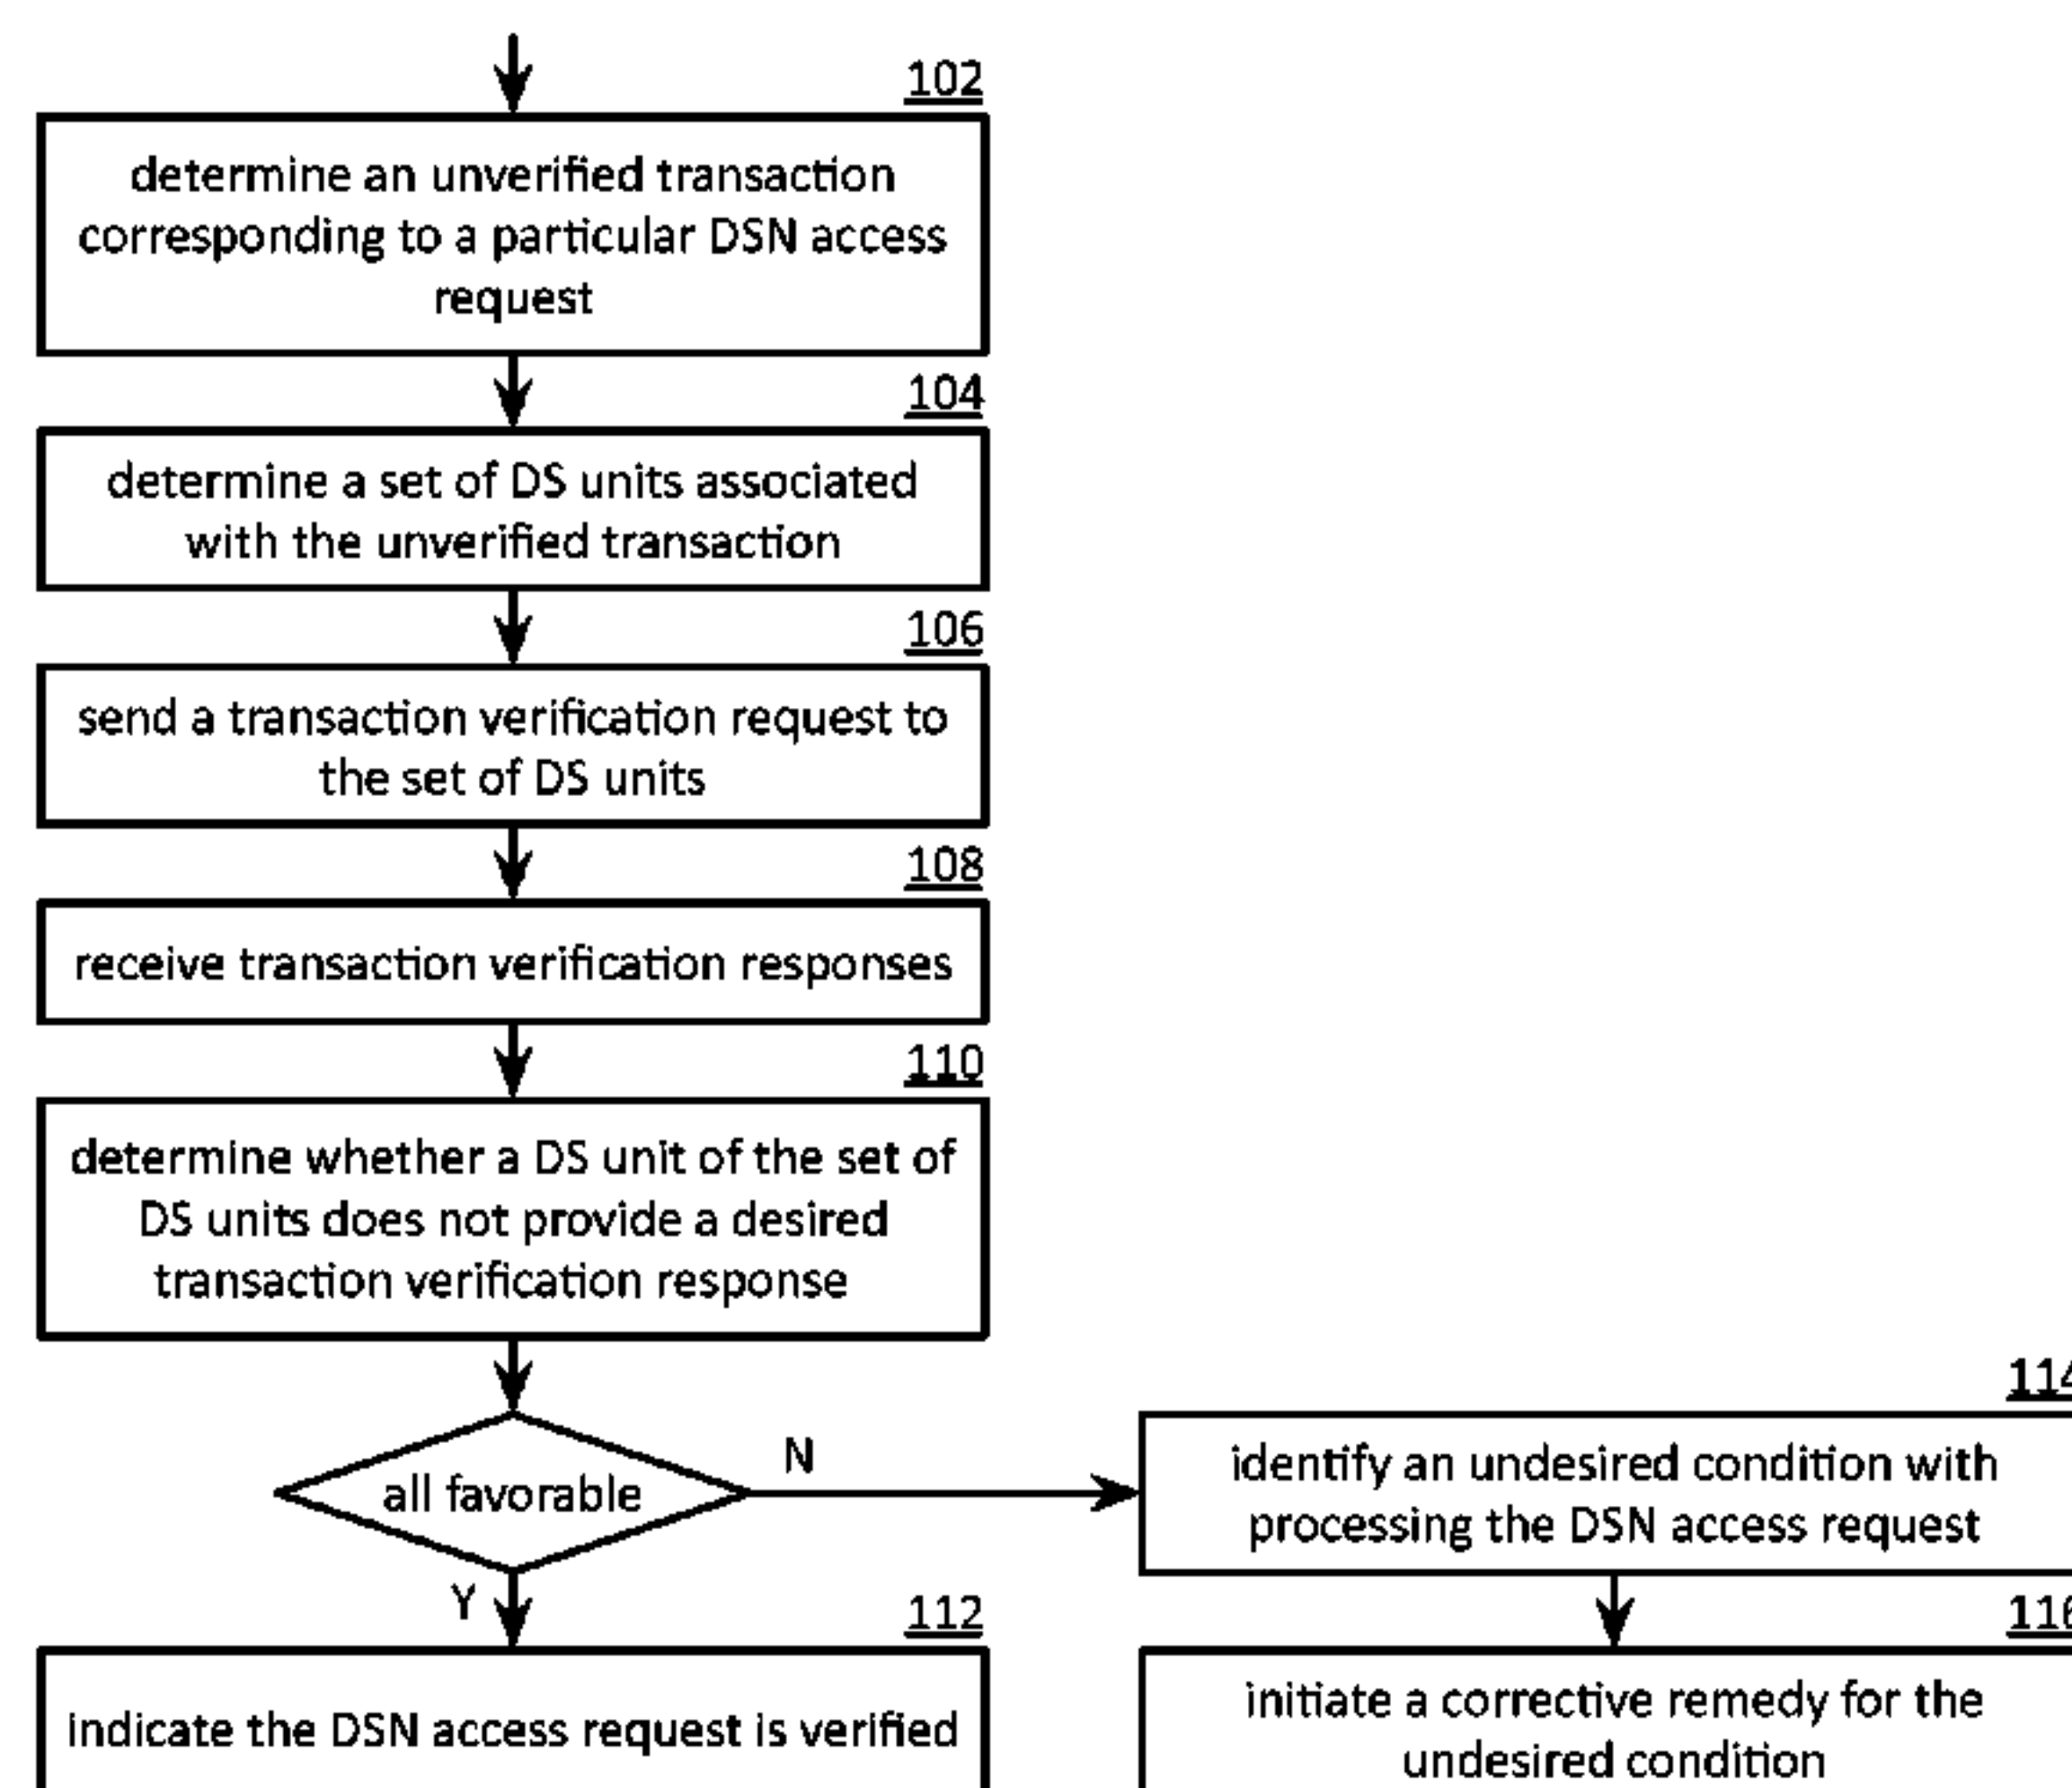 102
determine an unverified transaction
corresponding to a particular DSN access
request
104
determine a set of DS units associated
with the unverified transaction
106
send a transaction verification request to
the set of DS units
108
receive transaction verification responses
110
determine whether a DS unit of the set of
DS units does not provide a desired
transaction verification response
all favorable
N
Y
112
indicate the DSN access request is verified
114
identify an undesired condition with
processing the DSN access request
116
initiate a corrective remedy for the
undesired condition